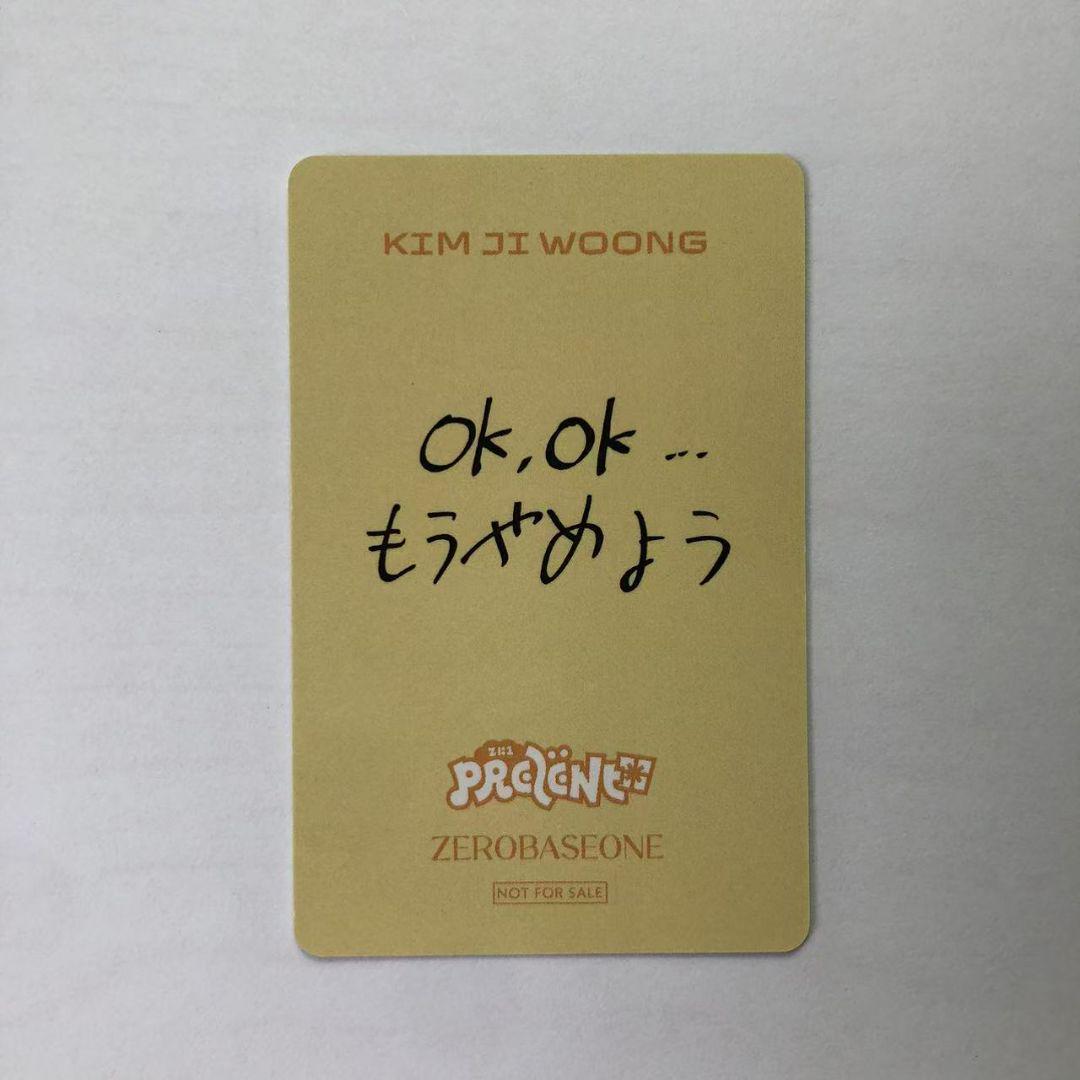 KIM JI WOONG
Ok, Ok ...
もうやめよう
ZB1
PREZENT
ZEROBASEONE
NOT FOR SALE